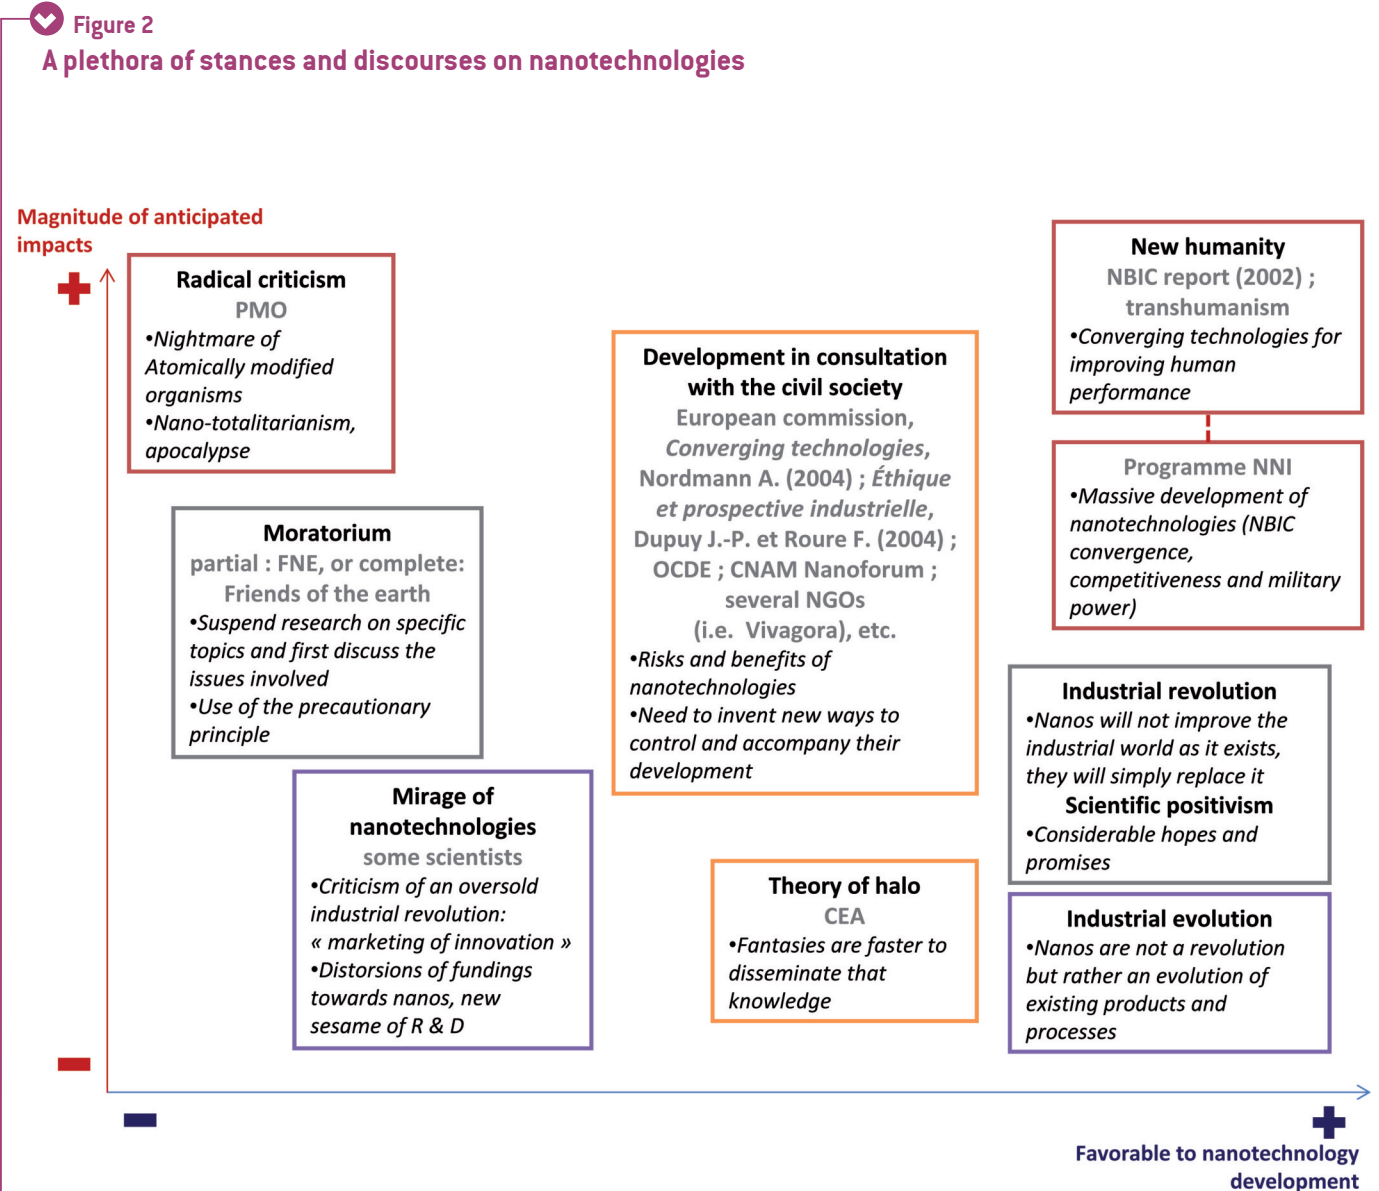 Figure 2
A plethora of stances and discourses on nanotechnologies
Magnitude of anticipated
impacts
Radical criticism
PMO
•Nightmare of
Atomically modified
organisms
•Nano-totalitarianism,
apocalypse
Moratorium
partial : FNE, or complete:
Friends of the earth
•Suspend research on specific
topics and first discuss the
issues involved
•Use of the precautionary
principle
Mirage of
nanotechnologies
some scientists
•Criticism of an oversold
industrial revolution:
« marketing of innovation »
•Distorsions of fundings
towards nanos, new
sesame of R & D
Development in consultation
with the civil society
European commission,
Converging technologies,
Nordmann A. (2004) ; Éthique
et prospective industrielle,
Dupuy J.-P. et Roure F. (2004) ;
OCDE ; CNAM Nanoforum ;
several NGOs
(i.e. Vivagora), etc.
•Risks and benefits of
nanotechnologies
•Need to invent new ways to
control and accompany their
development
Theory of halo
CEA
•Fantasies are faster to
disseminate that
knowledge
New humanity
NBIC report (2002) ;
transhumanism
•Converging technologies for
improving human
performance
Programme NNI
•Massive development of
nanotechnologies (NBIC
convergence,
competitiveness and military
power)
Industrial revolution
•Nanos will not improve the
industrial world as it exists,
they will simply replace it
Scientific positivism
•Considerable hopes and
promises
Industrial evolution
•Nanos are not a revolution
but rather an evolution of
existing products and
processes
Favorable to nanotechnology
development